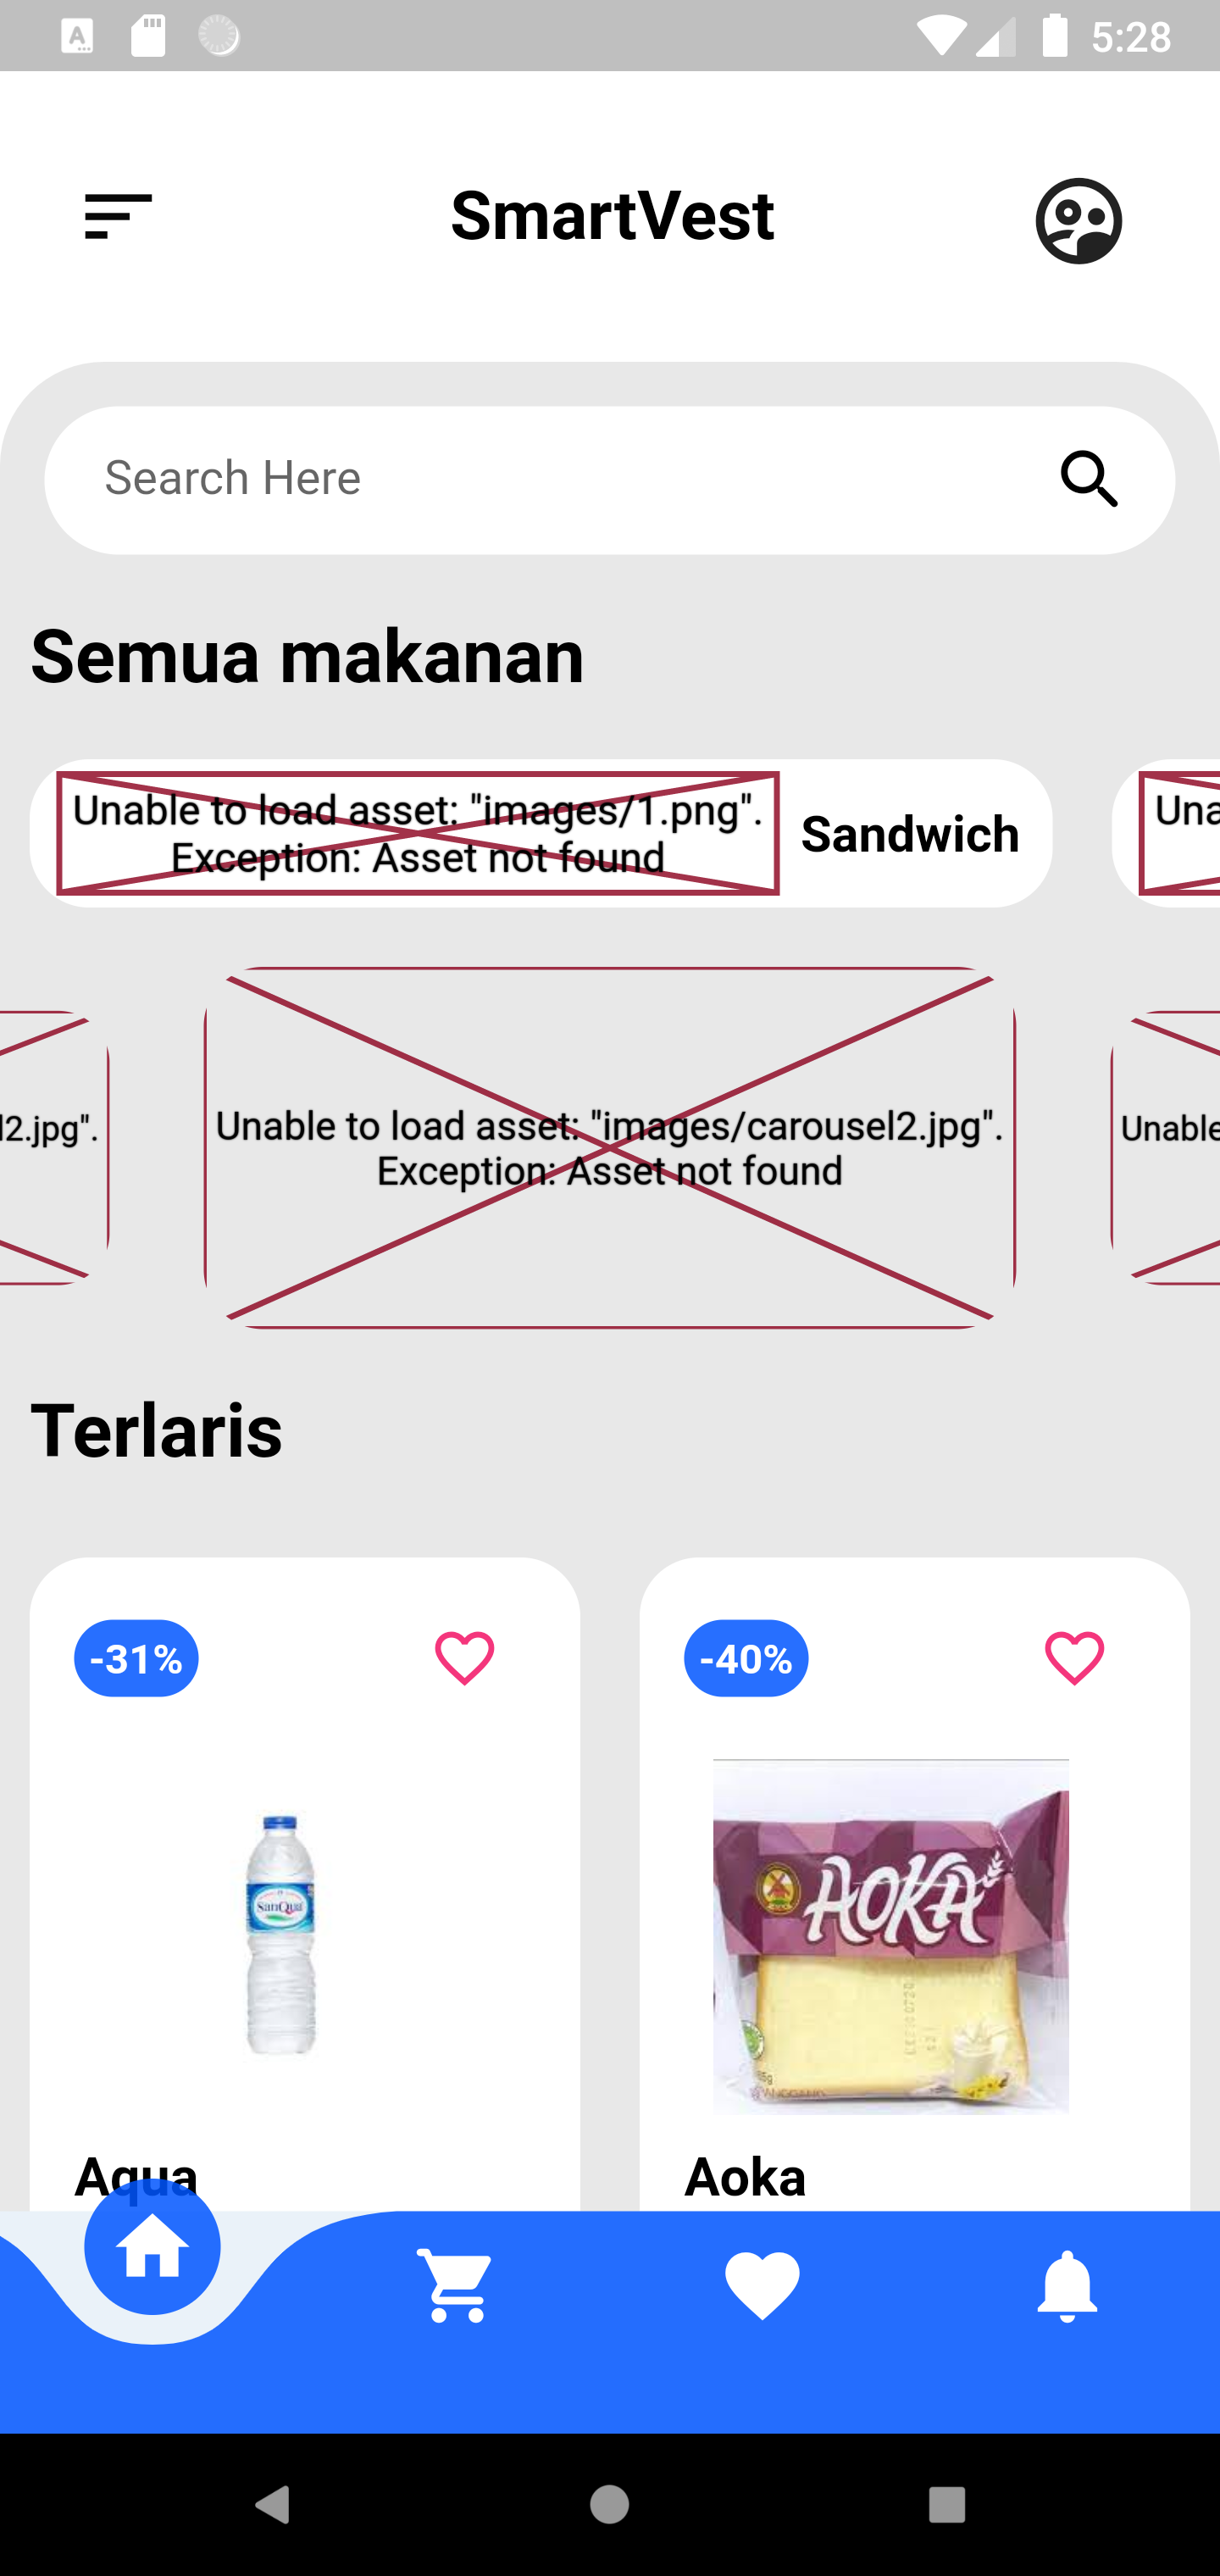 5:28
SmartVest
Search Here
Semua makanan
Unable to load asset: "images/1.png".
Exception: Asset not found
Sandwich
Una
l2.jpg".
Unable to load asset: "images/carousel2.jpg".
Exception: Asset not found
Unable
Terlaris
-31%
-40%
SanQua
AOKA
Aqua
Aoka